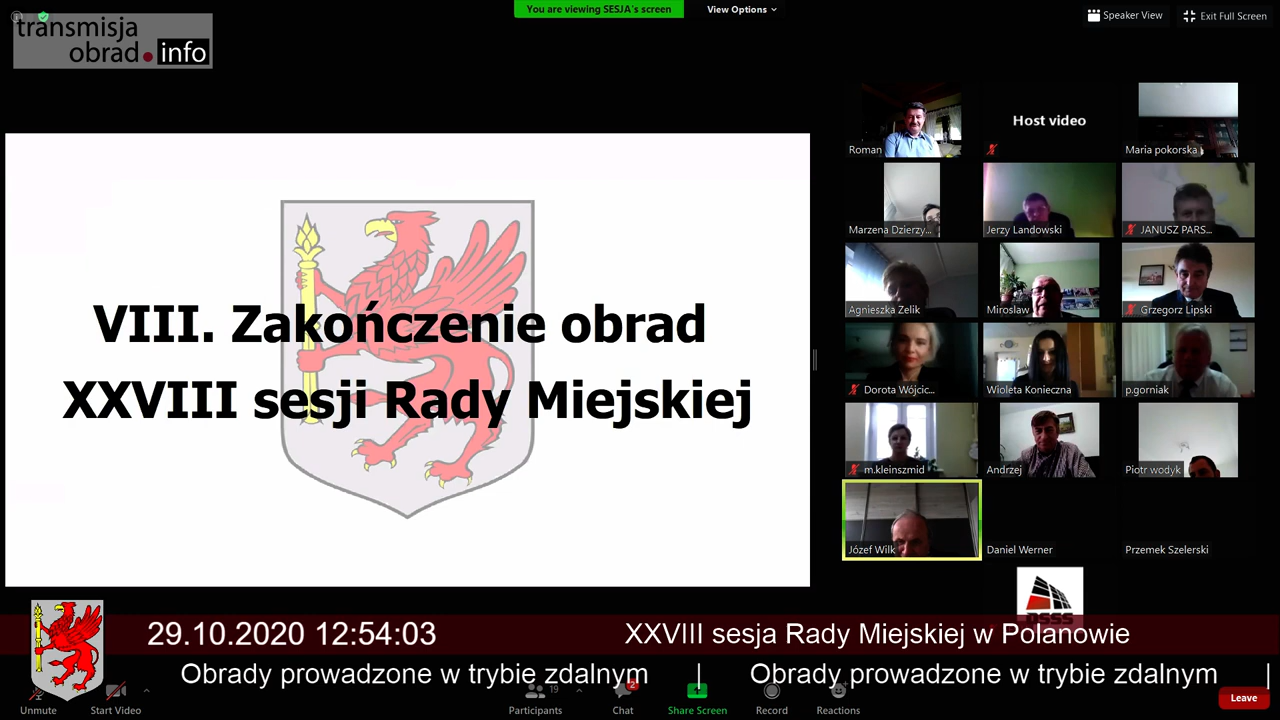 You are viewing SESJA's screen
View Options
Speaker View
Exit Full Screen
transmisja
obrad.info
Roman
Host video
Maria pokorska
Marzena Dzierzy...
Jerzy Landowski
JANUSZ PARS...
Agnieszka Zelik
Miroslaw
Grzegorz Lipski
VIII. Zakończenie obrad
XXVIII sesji Rady Miejskiej
Dorota Wójcic...
Wioleta Konieczna
p.gorniak
m.kleinszmid
Andrzej
Piotr wodyk
Józef Wilk
Daniel Werner
Przemek Szelerski
DSSS
29.10.2020 12:54:03
XXVIII sesja Rady Miejskiej w Polanowie
Obrady prowadzone w trybie zdalnym | Obrady prowadzone w trybie zdalnym |
19
2
Unmute
Start Video
Participants
Chat
Share Screen
Record
Reactions
Leave